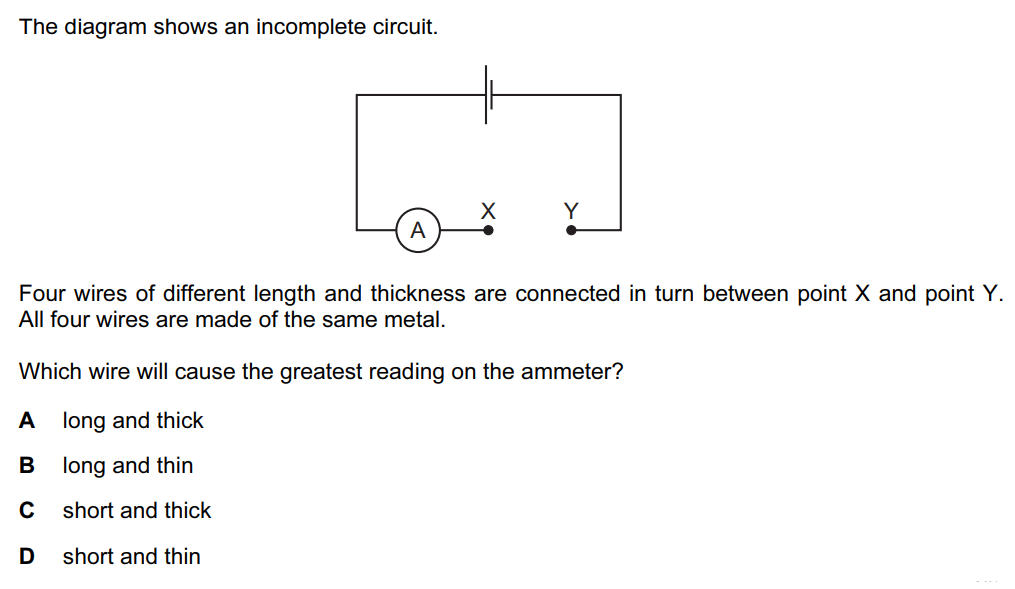 The diagram shows an incomplete circuit.
X
Y
A
Four wires of different length and thickness are connected in turn between point X and point Y.
All four wires are made of the same metal.
Which wire will cause the greatest reading on the ammeter?
A long and thick
B long and thin
C short and thick
D short and thin